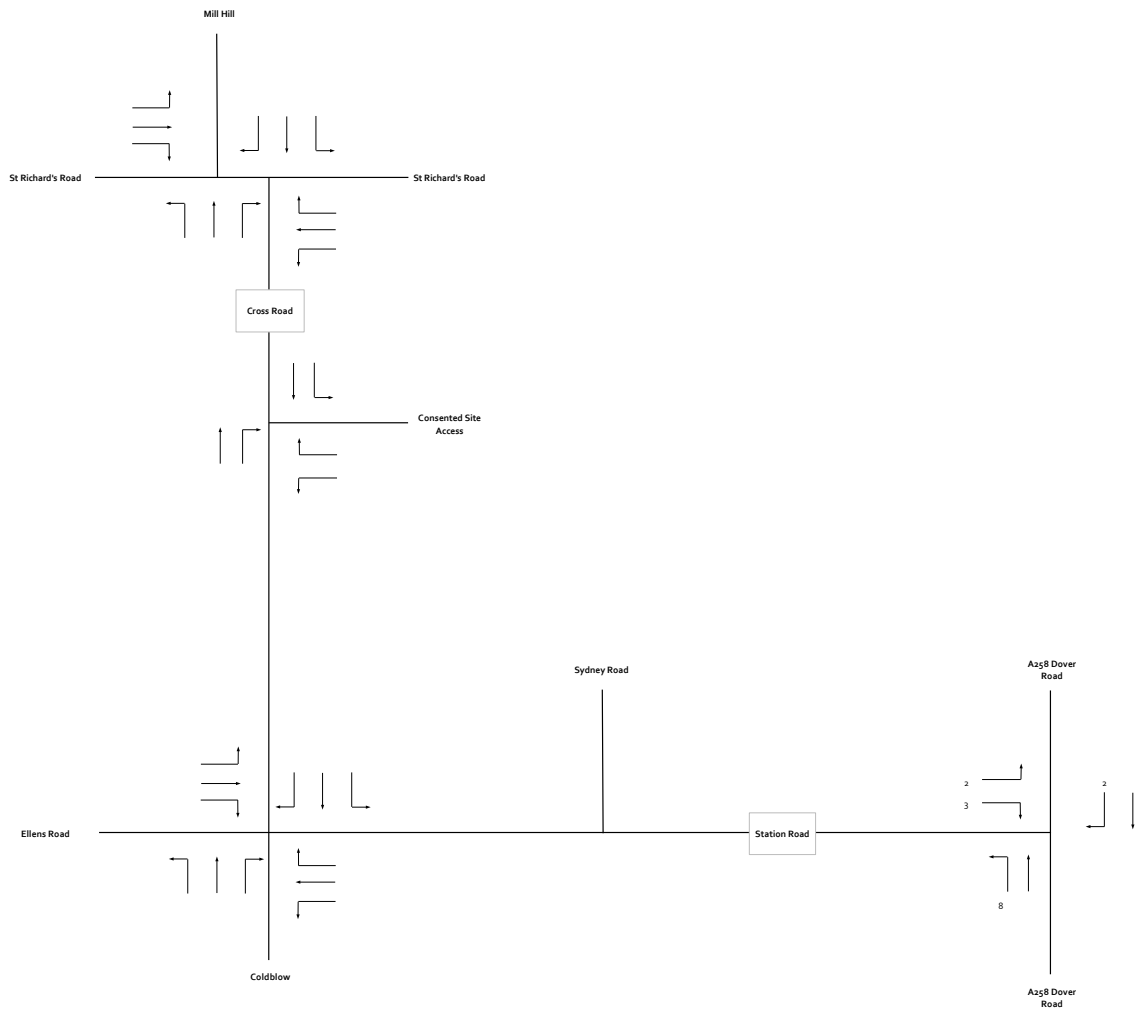 Mill Hill
St Richard's Road
St Richard's Road
Cross Road
Consented Site
Access
Sydney Road
A258 Dover
Road
2
2
3
Ellens Road
Station Road
8
Coldblow
A258 Dover
Road